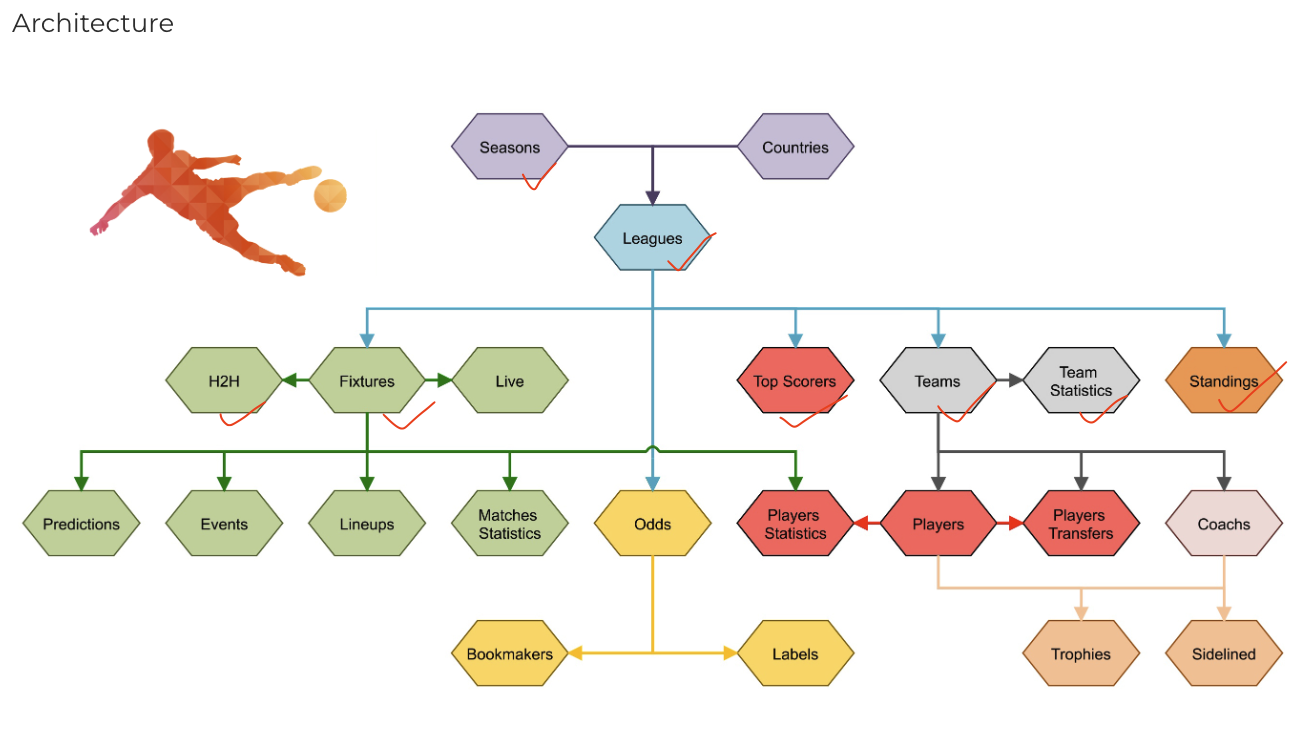 Architecture
Seasons
Countries
Leagues
H2H
Fixtures
Live
Top Scorers
Teams
Team
Statistics
Standings
Predictions
Events
Lineups
Matches
Statistics
Odds
Players
Statistics
Players
Players
Transfers
Coachs
Bookmakers
Labels
Trophies
Sidelined